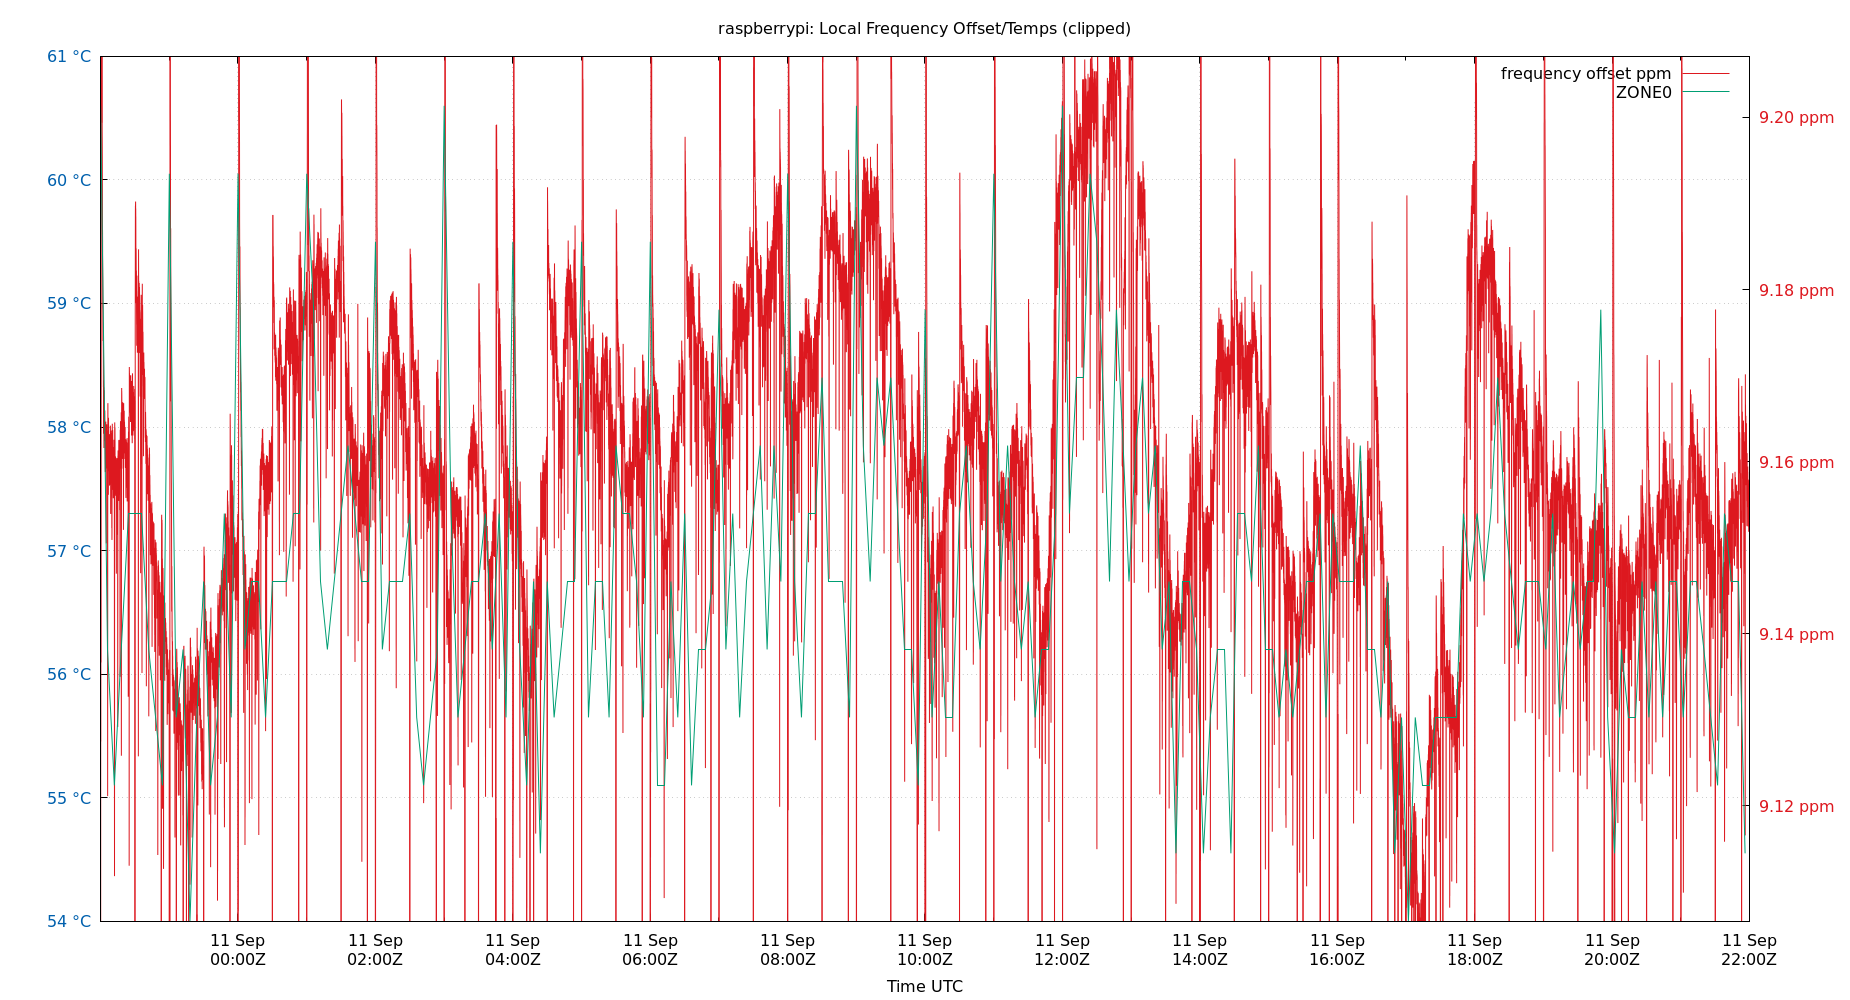 raspberrypi: Local Frequency Offset/Temps (clipped)
frequency offset ppm
ZONE0
61 °C
60 °C
59 °C
58 °C
57 °C
56 °C
55 °C
54 °C
9.20 ppm
9.18 ppm
9.16 ppm
9.14 ppm
9.12 ppm
11 Sep 11 Sep 11 Sep 11 Sep 11 Sep 11 Sep 11 Sep 11 Sep 11 Sep 11 Sep 11 Sep 11 Sep
00:00Z 02:00Z 04:00Z 06:00Z 08:00Z 10:00Z 12:00Z 14:00Z 16:00Z 18:00Z 20:00Z 22:00Z
Time UTC